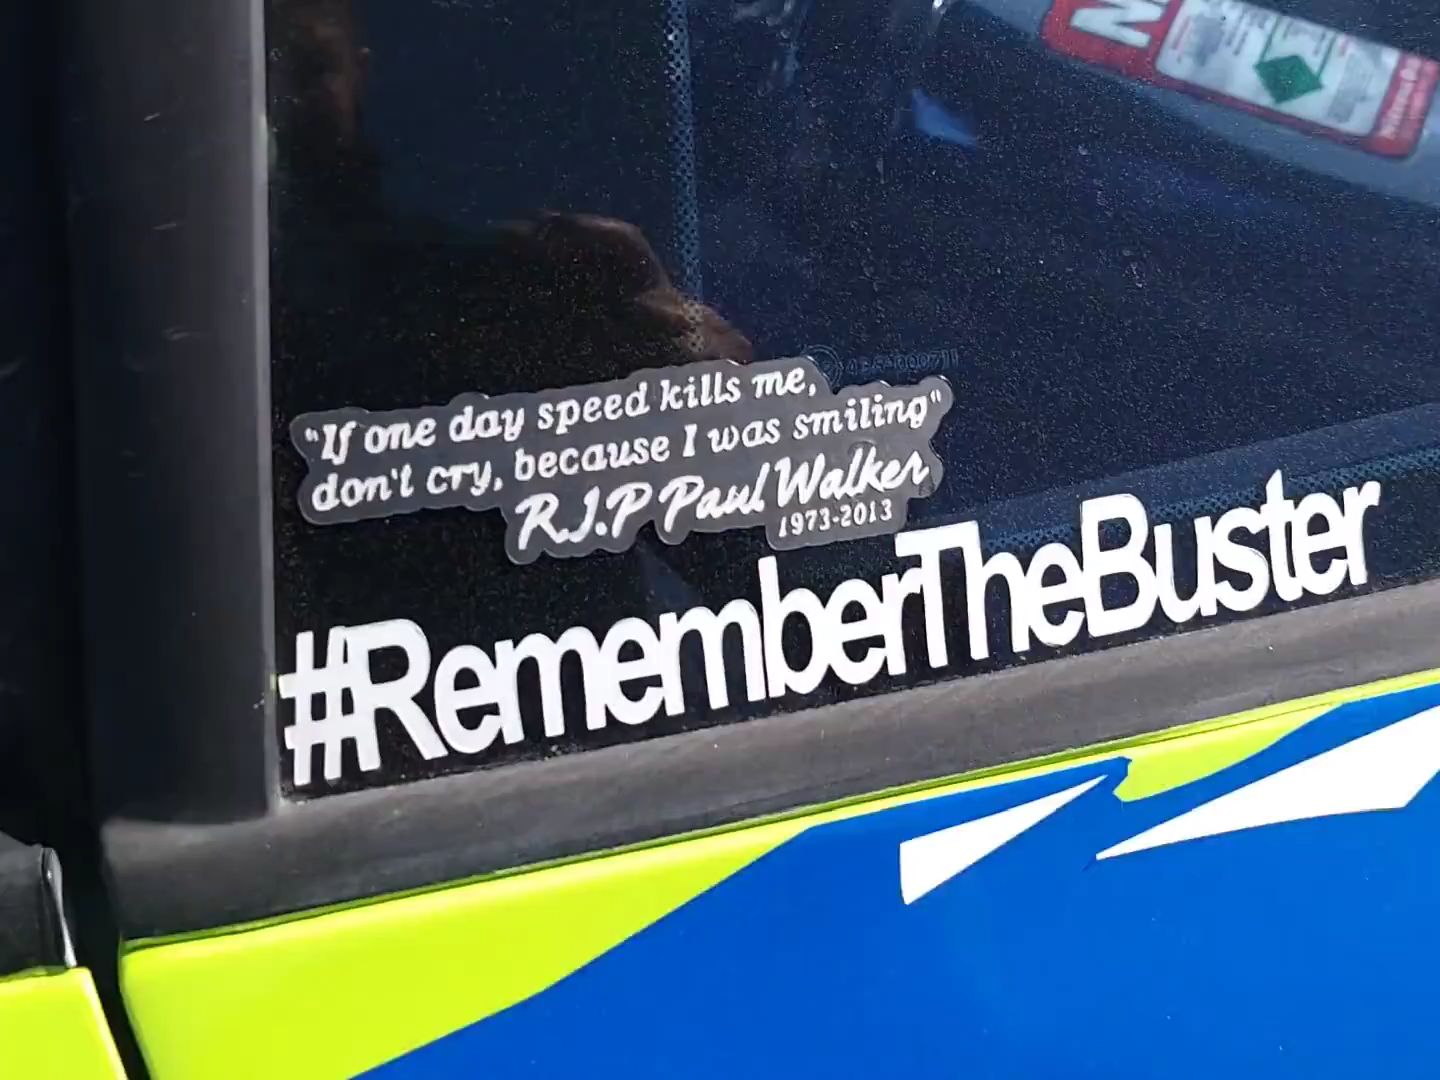 "If one day speed kills me,
don't cry, because I was smiling"
R.I.P Paul Walker
1973-2013
#RememberTheBuster